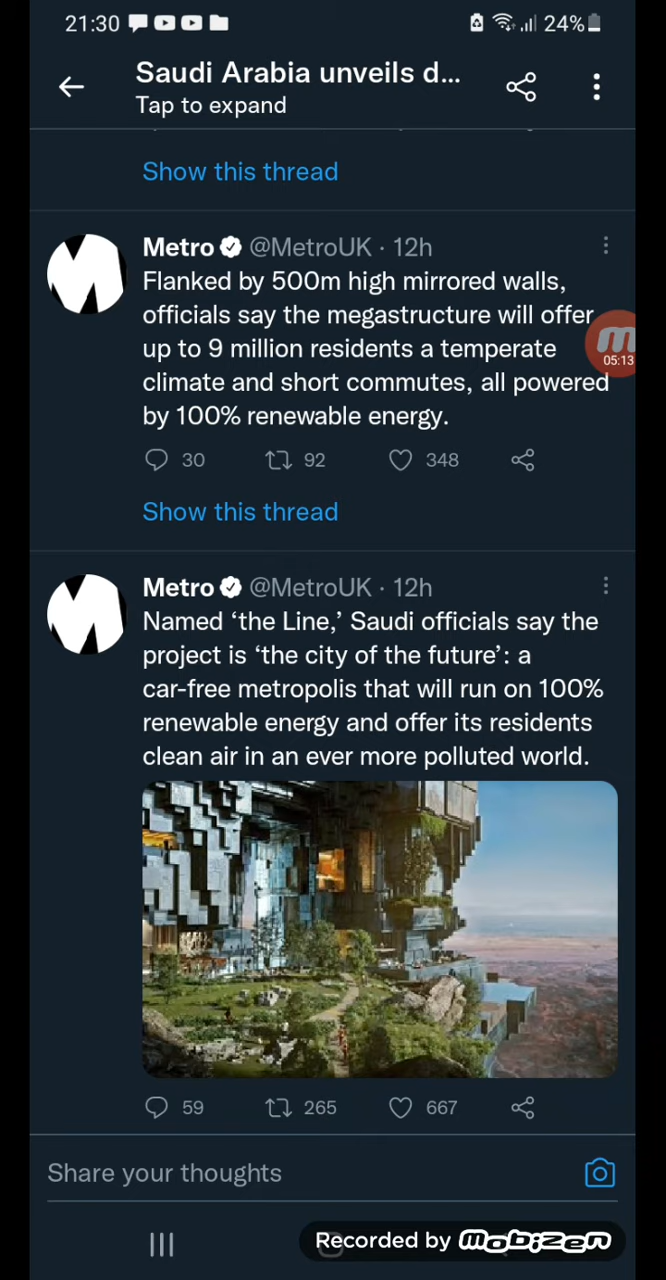 21:30
24%
Saudi Arabia unveils d...
Tap to expand
Show this thread
Metro @MetroUK · 12h
Flanked by 500m high mirrored walls,
officials say the megastructure will offer
up to 9 million residents a temperate
climate and short commutes, all powered
by 100% renewable energy.
05:13
30 92 348
Show this thread
Metro @MetroUK · 12h
Named ‘the Line,’ Saudi officials say the
project is ‘the city of the future’: a
car-free metropolis that will run on 100%
renewable energy and offer its residents
clean air in an ever more polluted world.
59 265 667
Share your thoughts
Recorded by mobizen